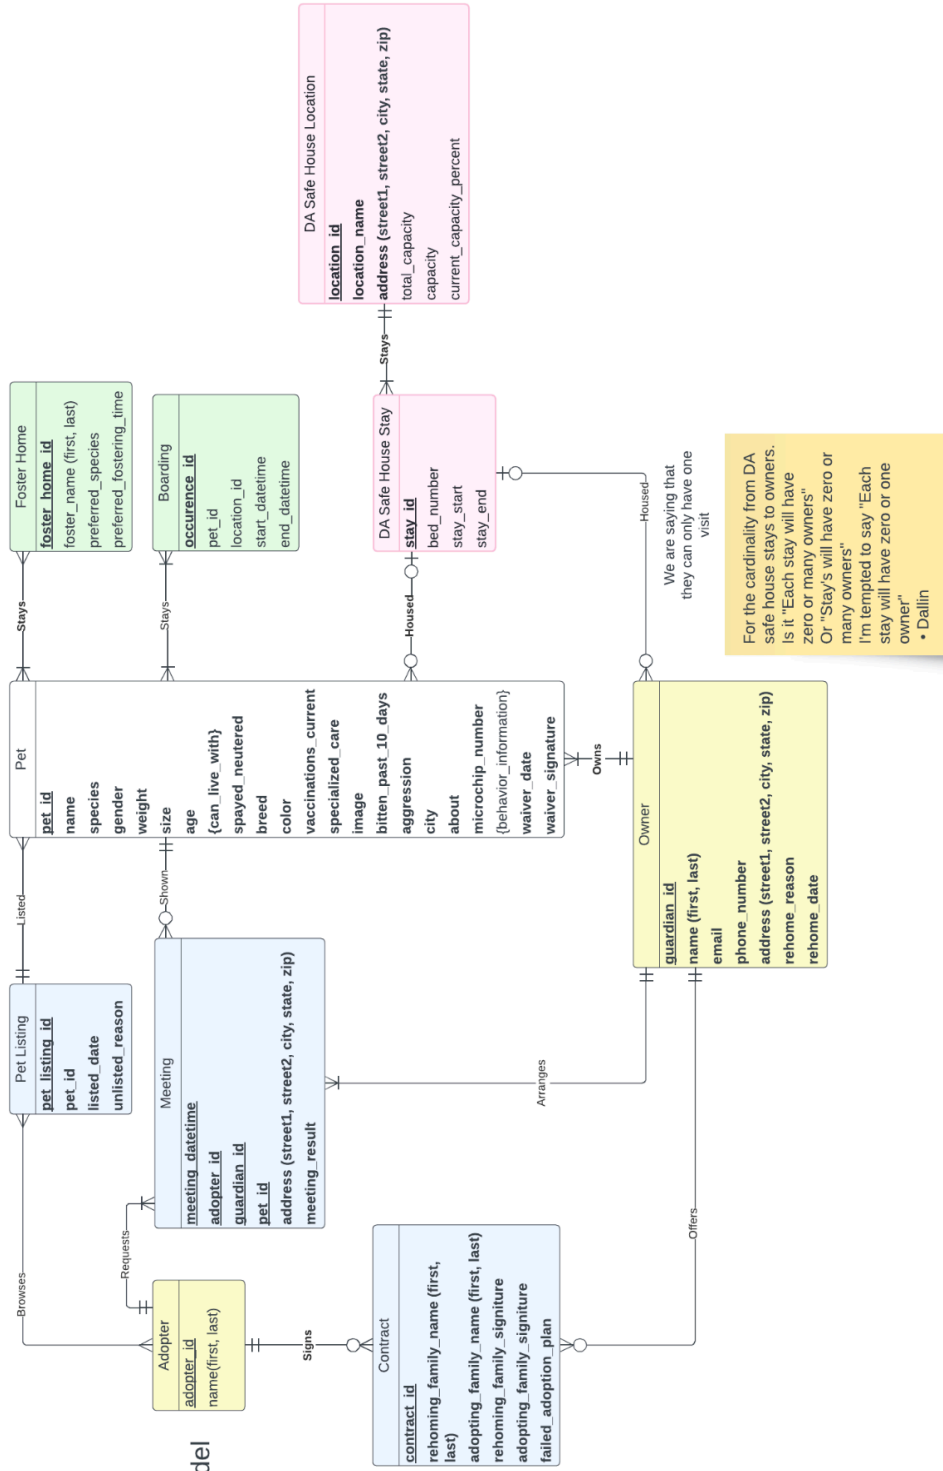 Foster Home
foster_home_id
foster_name (first, last)
preferred_species
preferred_fostering_time
Boarding
occurence_id
pet_id
location_id
start_datetime
end_datetime
DA Safe House Location
location_id
location_name
address (street1, street2, city, state, zip)
total_capacity
capacity
current_capacity_percent
Stays
Stays
Stays
DA Safe House Stay
stay_id
bed_number
stay_start
stay_end
Housed
Housed
We are saying that
they can only have one
visit
For the cardinality from DA
safe house stays to owners.
Is it "Each stay will have
zero or many owners"
Or "Stay's will have zero or
many owners"
I'm tempted to say "Each
stay will have zero or one
owner"
• Dallin
Pet
pet_id
name
species
gender
weight
size
age
{can_live_with}
spayed_neutered
breed
color
vaccinations_current
specialized_care
image
bitten_past_10_days
aggression
city
about
microchip_number
{behavior_information}
waiver_date
waiver_signature
Owns
Owner
guardian_id
name (first, last)
email
phone_number
address (street1, street2, city, state, zip)
rehome_reason
rehome_date
Listed
Shown
Pet Listing
pet_listing_id
pet_id
listed_date
unlisted_reason
Meeting
meeting_datetime
adopter_id
guardian_id
pet_id
address (street1, street2, city, state, zip)
meeting_result
Arranges
Offers
Browses
Requests
Adopter
adopter_id
name(first, last)
Signs
Contract
contract_id
rehoming_family_name (first,
last)
adopting_family_name (first, last)
rehoming_family_signiture
adopting_family_signiture
failed_adoption_plan
del